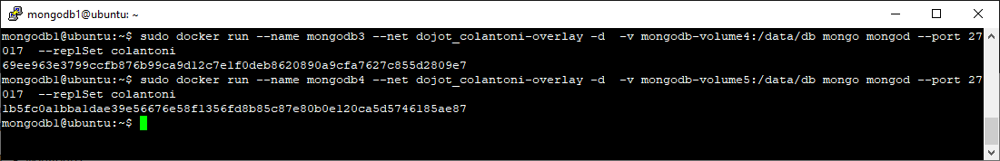 mongodb1@ubuntu: ~
mongodb1@ubuntu:~$ sudo docker run --name mongodb3 --net dojot_colantoni-overlay -d  -v mongodb-volume4:/data/db mongo mongod --port 27
017  --replSet colantoni
69ee963e3799ccfb876b99ca9d12c7e1f0deb8620890a9cfa7627c855d2809e7
mongodb1@ubuntu:~$ sudo docker run --name mongodb4 --net dojot_colantoni-overlay -d  -v mongodb-volume5:/data/db mongo mongod --port 27
017  --replSet colantoni
1b5fc0a1bba1dae39e56676e58f1356fd8b85c87e80b0e120ca5d5746185ae87
mongodb1@ubuntu:~$